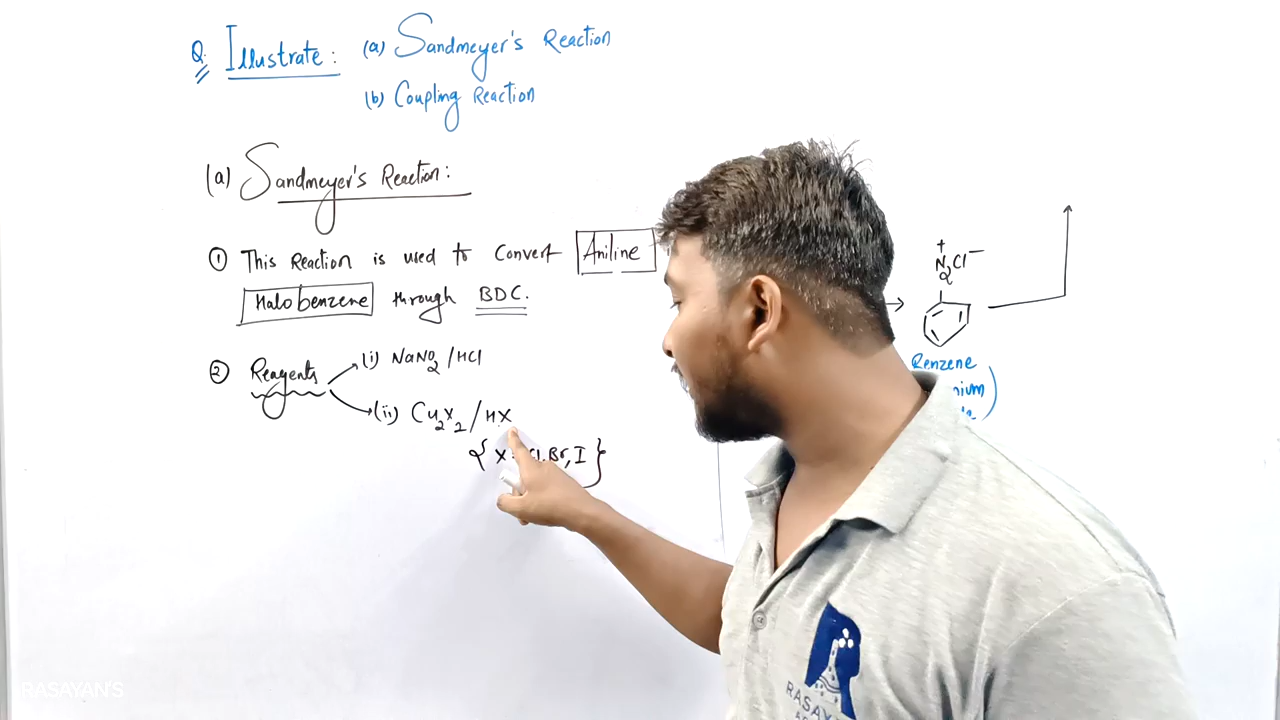 Q. Illustrate: (a) Sandmeyer's Reaction
(b) Coupling Reaction
(a) Sandmeyer's Reaction:
① This Reaction is used to convert Aniline
Halobenzene through BDC.
② Reagents
(i) NaNO₂/HCl
(ii) Cu₂X₂/HX
{ X Cl, Br, I }
N₂Cl⁻
+
Benzene
RASAYAN'S